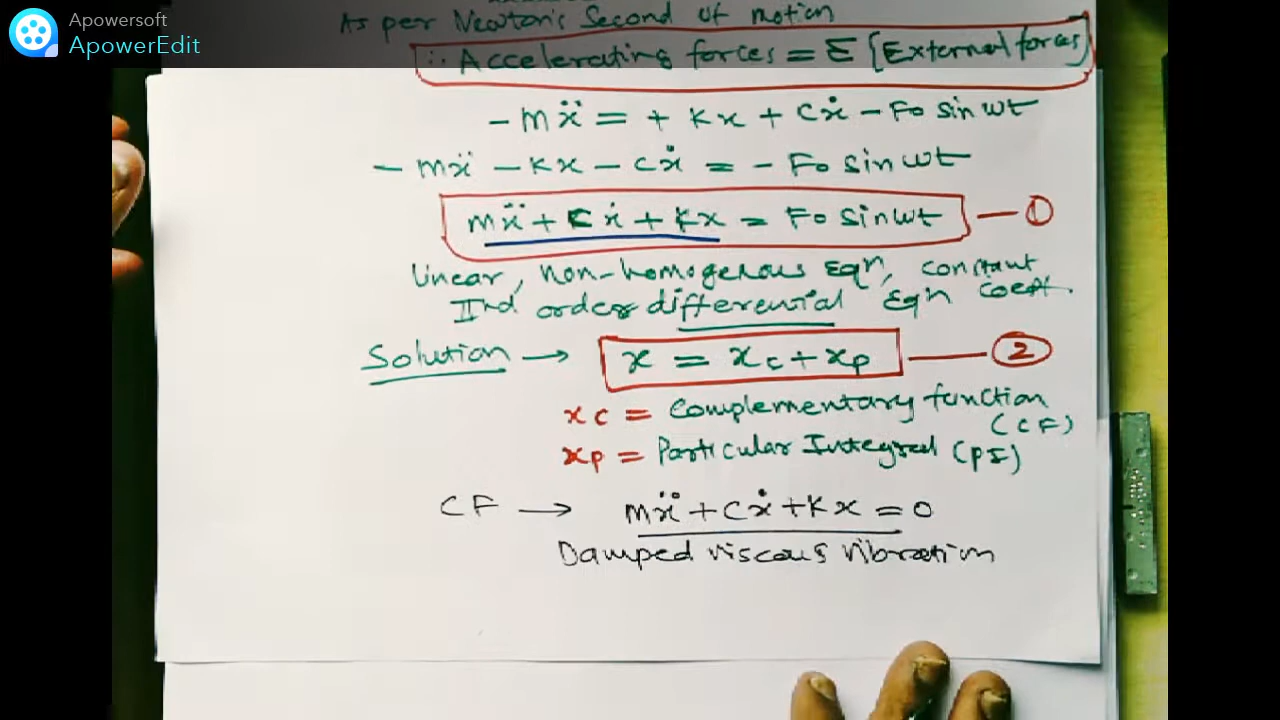 Apowersoft
ApowerEdit
As per Newton's Second of motion
∴ Accelerating forces = Σ [External forces]
- mẍ = + Kx + Cẋ - Fo sin wt
- mẍ - Kx - Cẋ = - Fo sin wt
mẍ + Cẋ + Kx = Fo sin wt — ①
Linear, non-homogenous Eqn, constant
IInd order differential Eqn coeff.
Solution → x = xc + xp — ②
xc = Complementary function
(CF)
xp = Particular Integral (PI)
CF → mẍ + Cẋ + Kx = 0
Damped viscous vibration